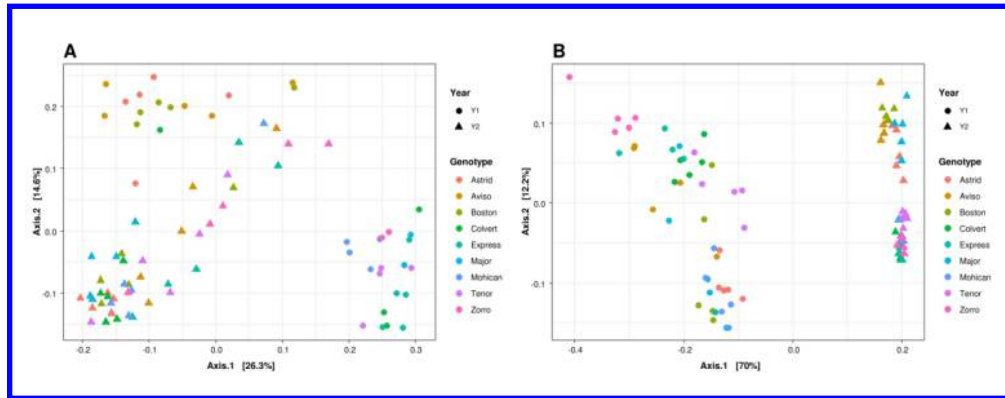 A
B
Year
Y1
Y2
Genotype
Astrid
Aviso
Boston
Colvert
Express
Major
Mohican
Tenor
Zorro
Axis.2 [14.6%]
0.2
0.1
0.0
-0.1
-0.2
-0.1
0.0
0.1
0.2
0.3
Axis.1 [26.3%]
Year
Y1
Y2
Genotype
Astrid
Aviso
Boston
Colvert
Express
Major
Mohican
Tenor
Zorro
Axis.2 [12.2%]
0.1
0.0
-0.1
-0.4
-0.2
0.0
0.2
Axis.1 [70%]